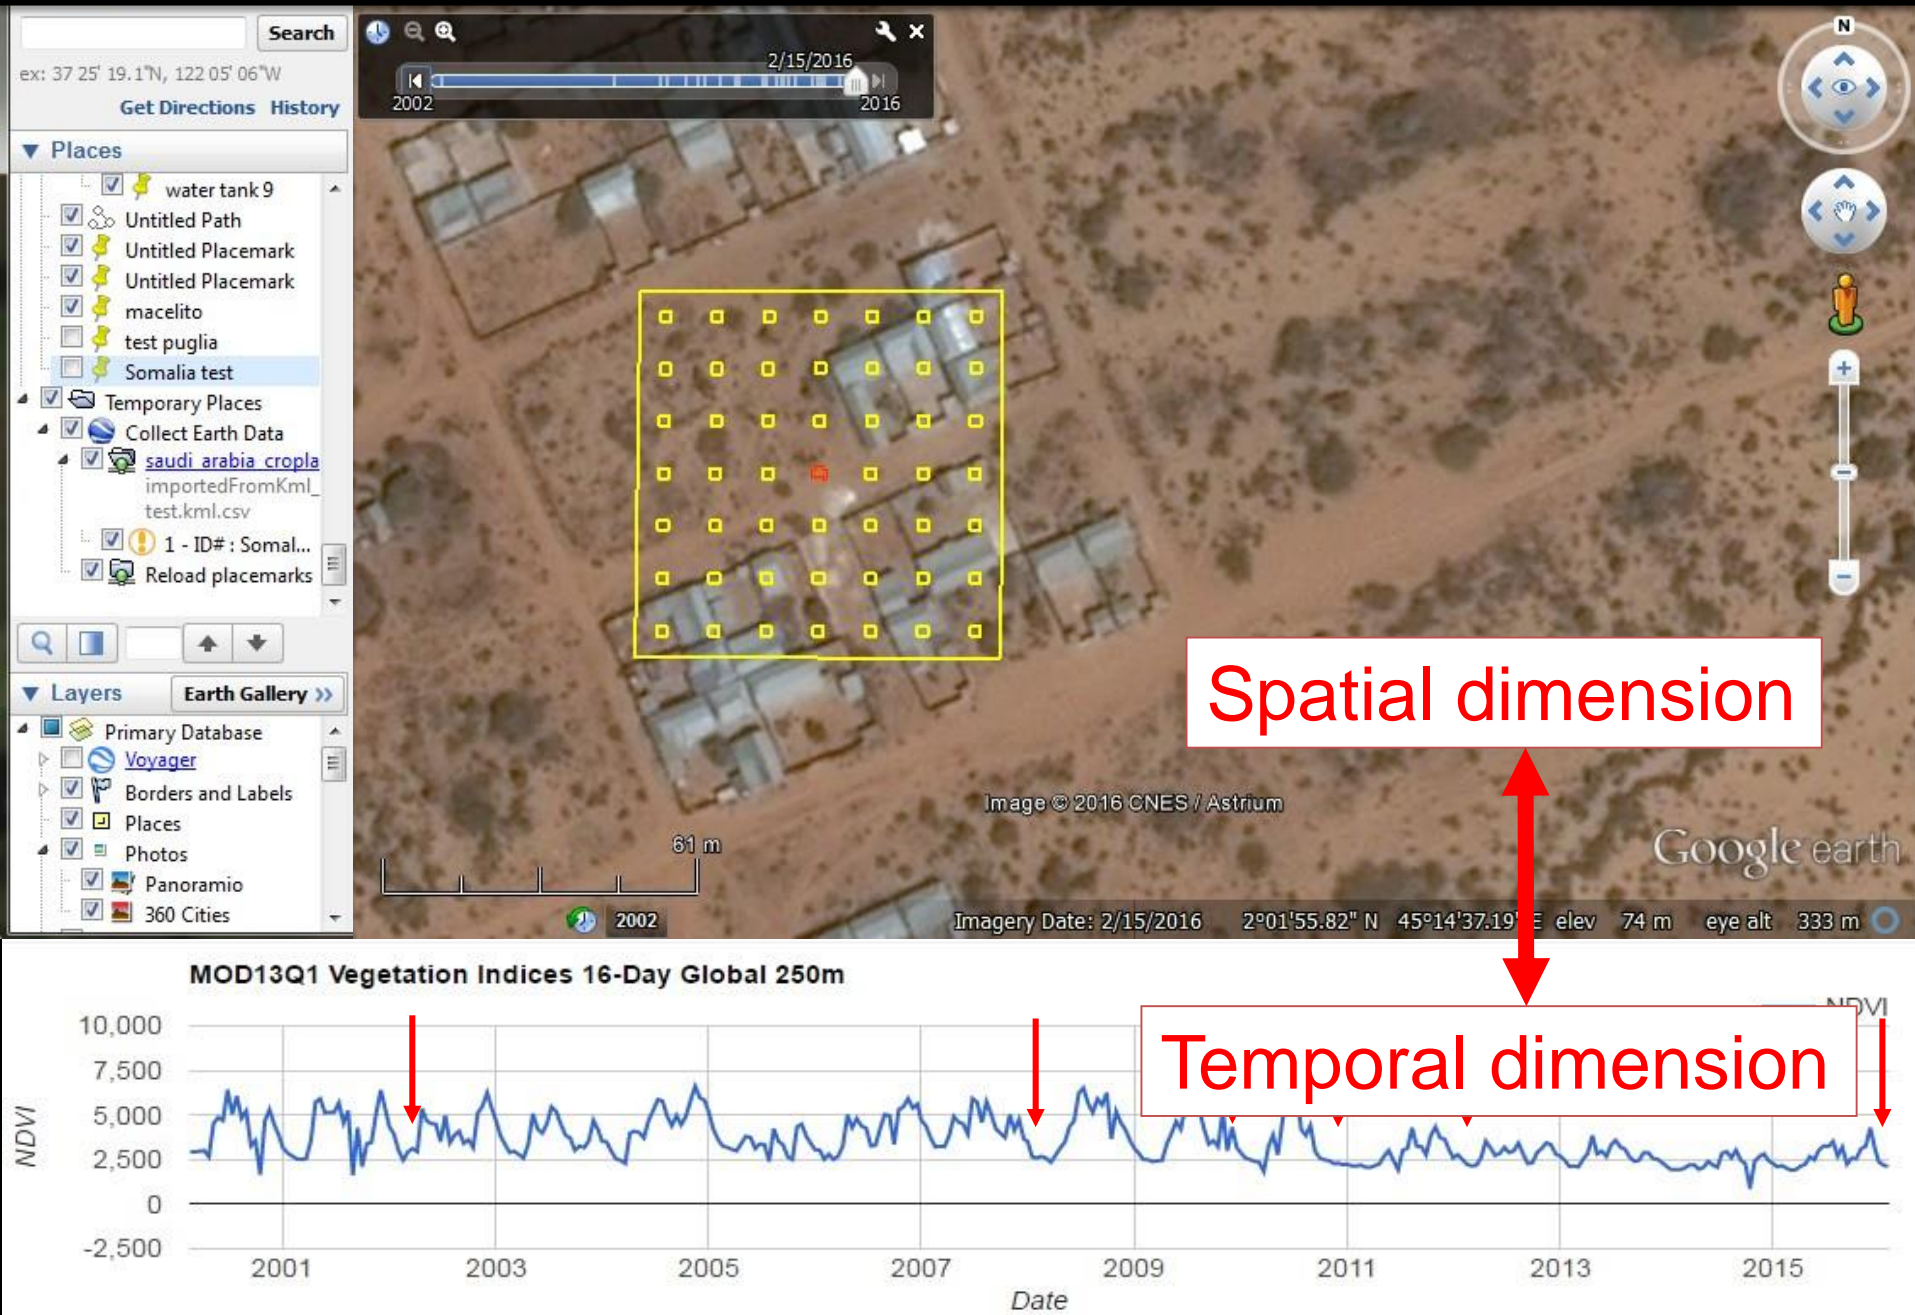 Search
ex: 37 25' 19.1"N, 122 05' 06"W
Get Directions History
Places
water tank 9
Untitled Path
Untitled Placemark
Untitled Placemark
macelito
test puglia
Somalia test
Temporary Places
Collect Earth Data
saudi arabia cropla
importedFromKml_
test.kml.csv
1 - ID# : Somal...
Reload placemarks
Layers
Earth Gallery >>
Primary Database
Voyager
Borders and Labels
Places
Photos
Panoramio
360 Cities
2/15/2016
2002 2016
N
Spatial dimension
Image © 2016 CNES / Astrium
Google earth
61 m
2002
Imagery Date: 2/15/2016 2°01'55.82" N 45°14'37.19" E elev 74 m eye alt 333 m
MOD13Q1 Vegetation Indices 16-Day Global 250m
NDVI
Temporal dimension
NDVI
10,000
7,500
5,000
2,500
0
-2,500
2001 2003 2005 2007 2009 2011 2013 2015
Date